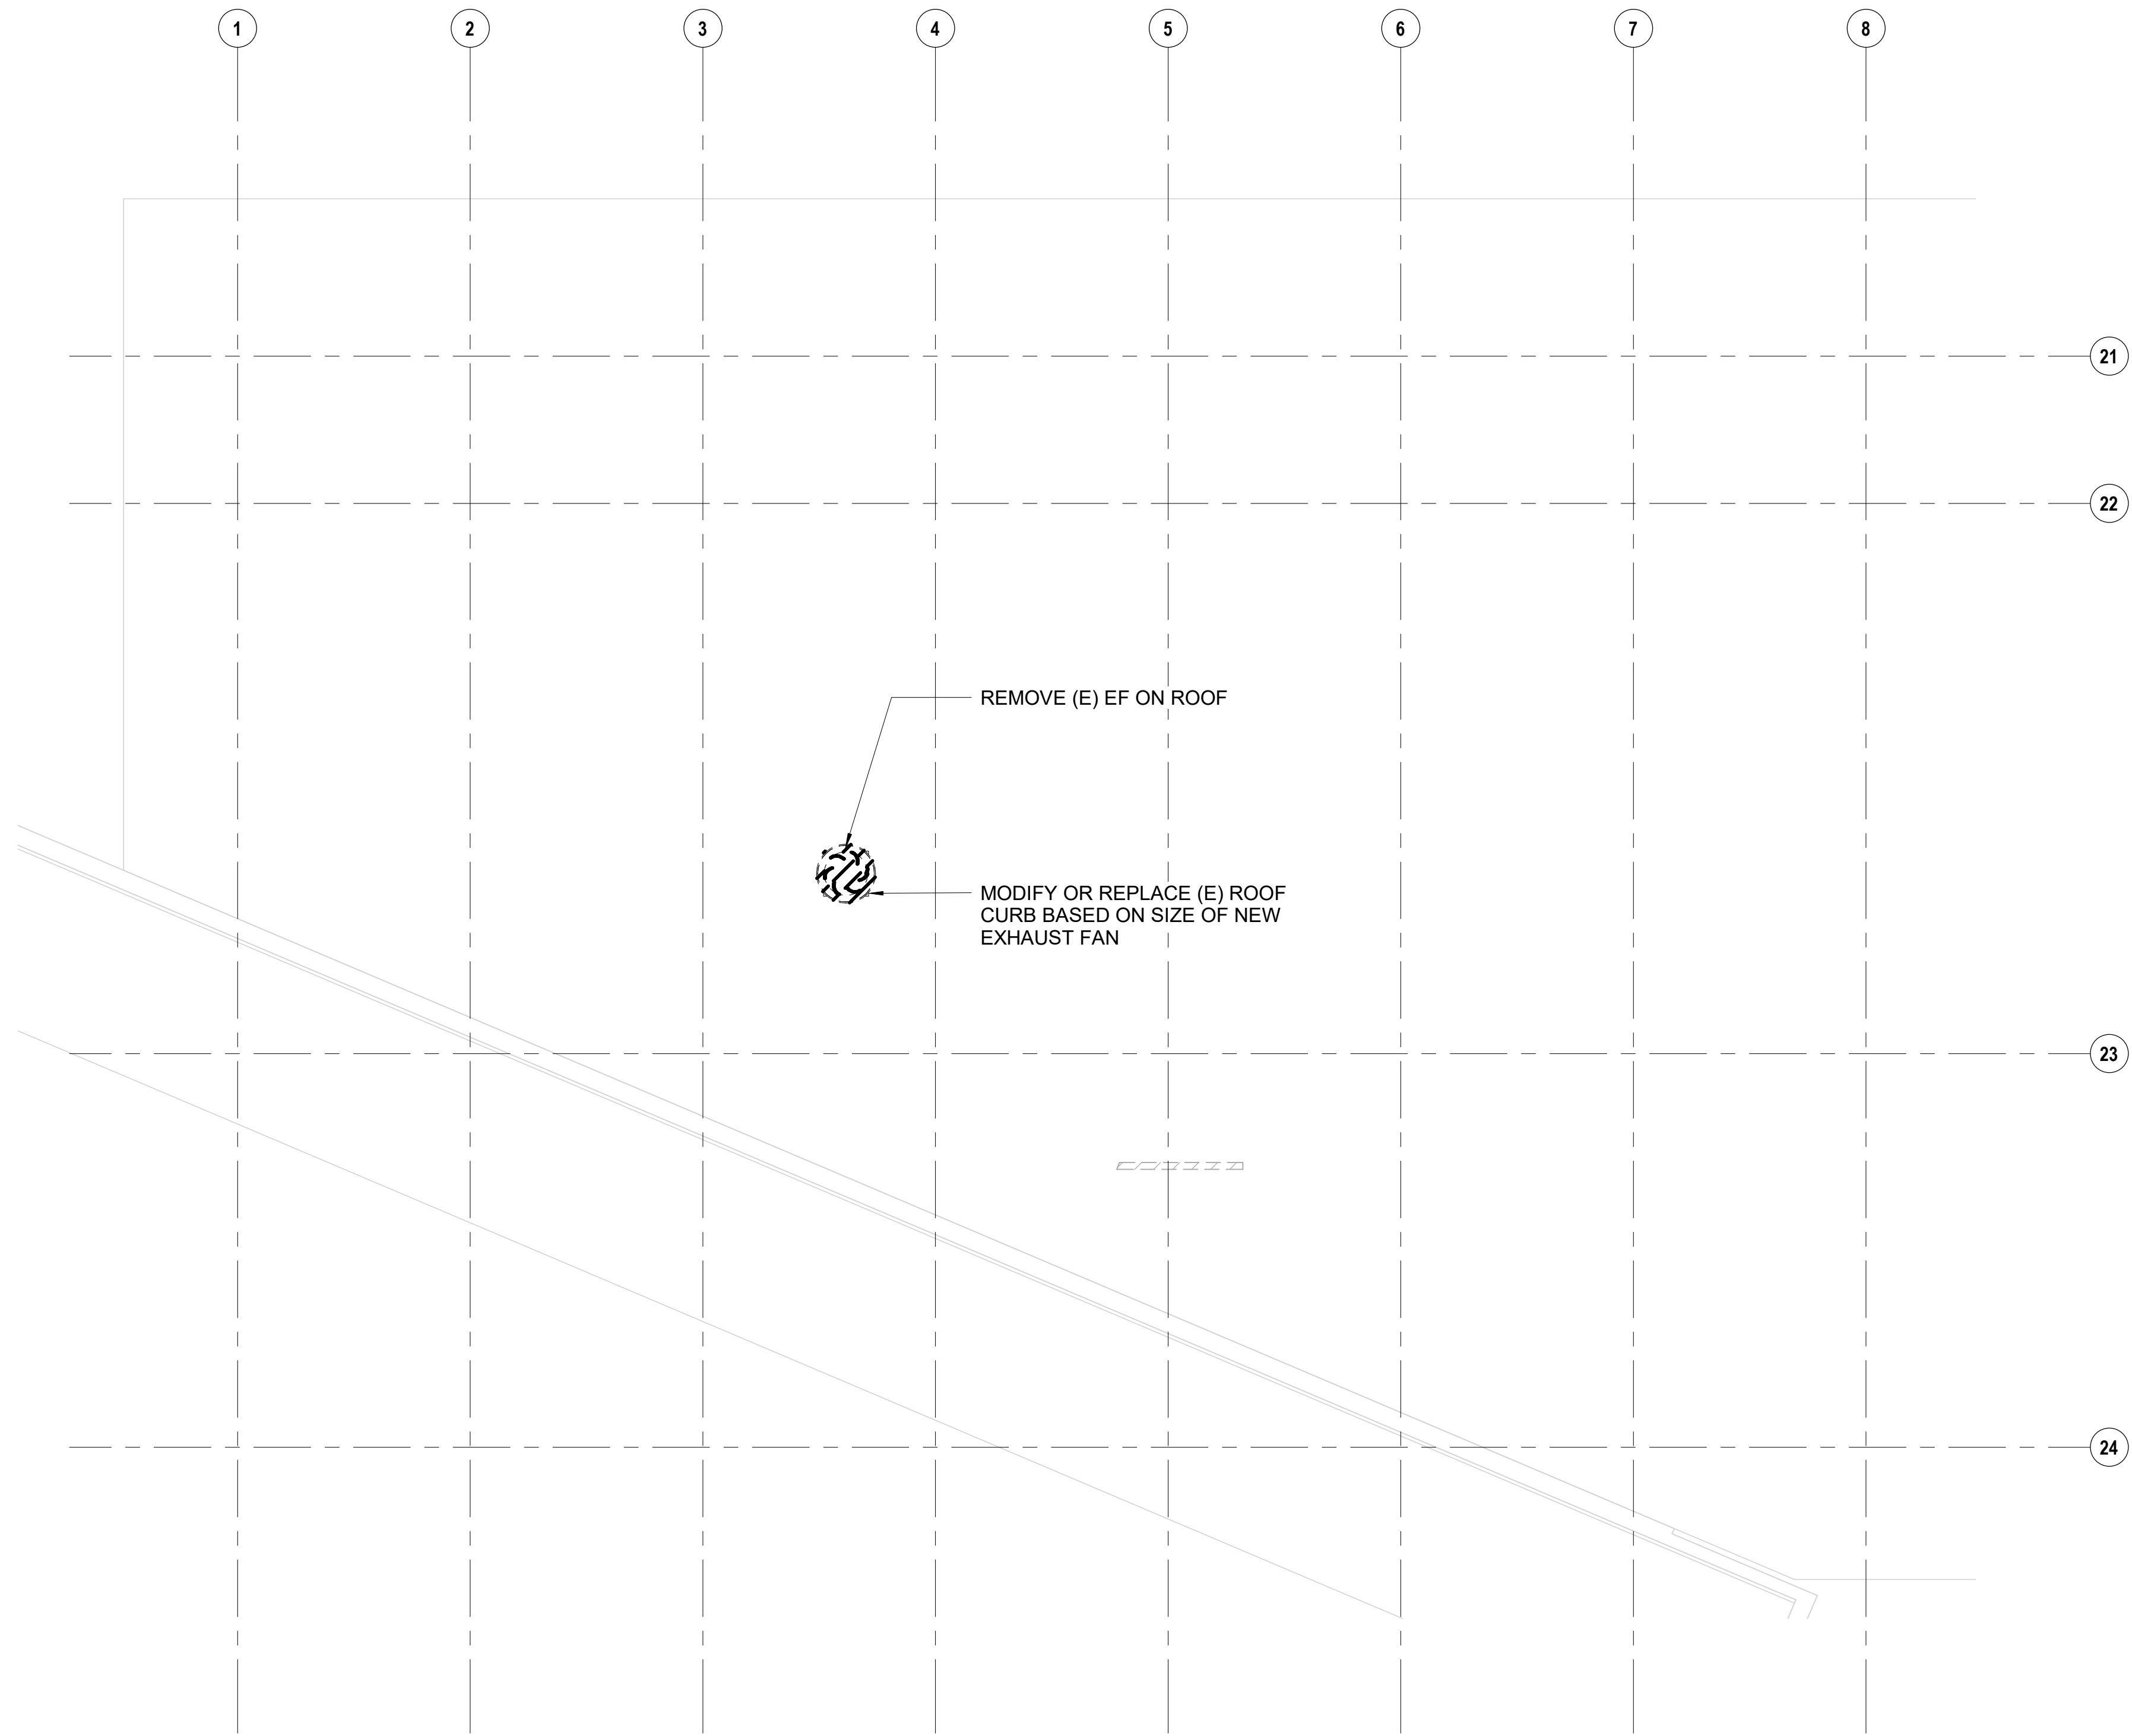 1 2 3 4 5 6 7 8
21
22
REMOVE (E) EF ON ROOF
MODIFY OR REPLACE (E) ROOF
CURB BASED ON SIZE OF NEW
EXHAUST FAN
23
24